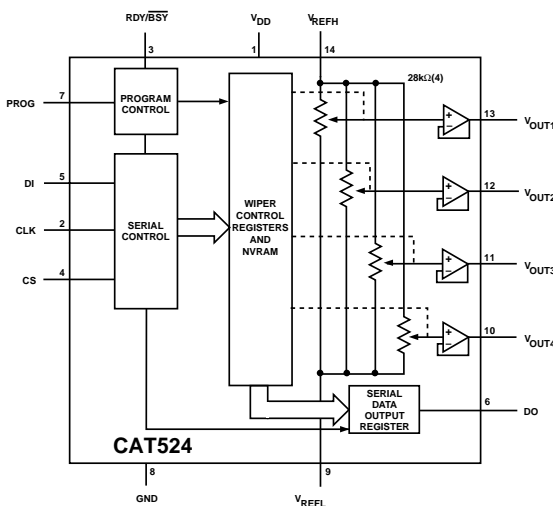 RDY/BSY
VDD
VREFH
3
1
14
28kΩ(4)
7
PROG
PROGRAM
CONTROL
+
−
13
VOUT1
5
DI
2
CLK
4
CS
SERIAL
CONTROL
WIPER
CONTROL
REGISTERS
AND
NVRAM
+
−
12
VOUT2
+
−
11
VOUT3
+
−
10
VOUT4
SERIAL
DATA
OUTPUT
REGISTER
6
DO
CAT524
8
9
GND
VREFL